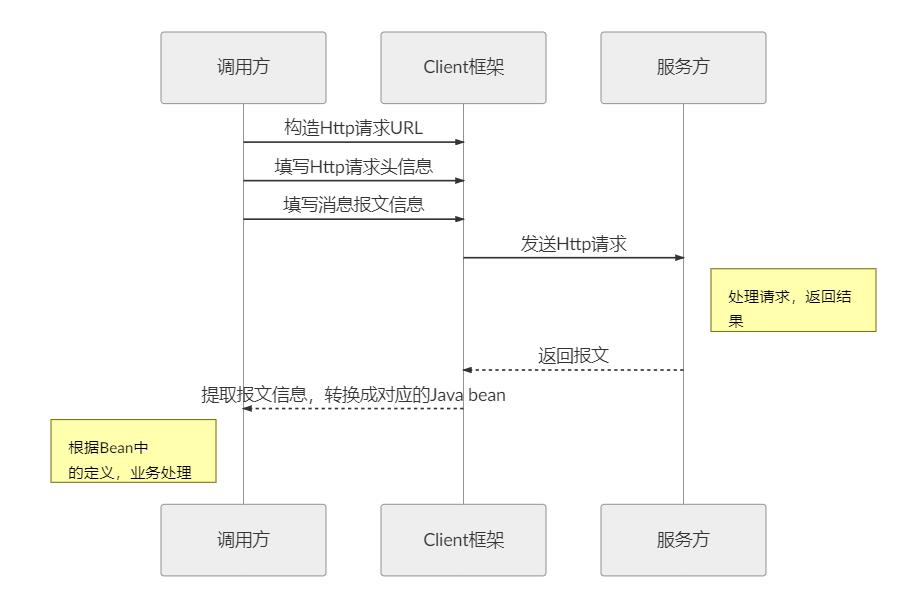 调用方
Client框架
服务方
构造Http请求URL
填写Http请求头信息
填写消息报文信息
发送Http请求
处理请求，返回结
果
返回报文
提取报文信息，转换成对应的Java bean
根据Bean中
的定义，业务处理
调用方
Client框架
服务方